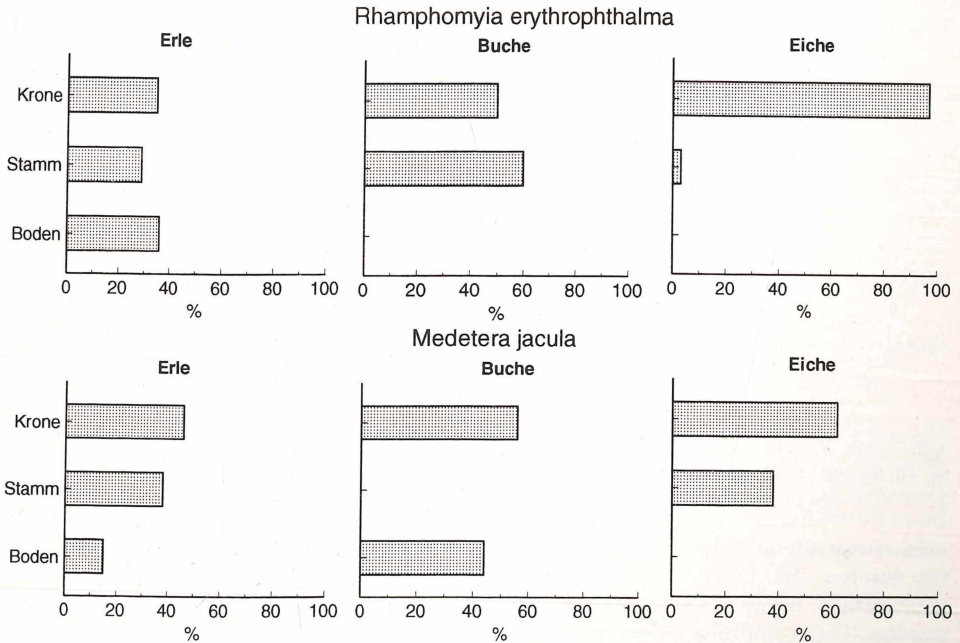 Rhamphomyia erythrophthalma
Erle
Buche
Eiche
Krone
Stamm
Boden
0 20 40 60 80 100
%
0 20 40 60 80 100
%
0 20 40 60 80 100
%
Medetera jacula
Erle
Buche
Eiche
Krone
Stamm
Boden
0 20 40 60 80 100
%
0 20 40 60 80 100
%
0 20 40 60 80 100
%